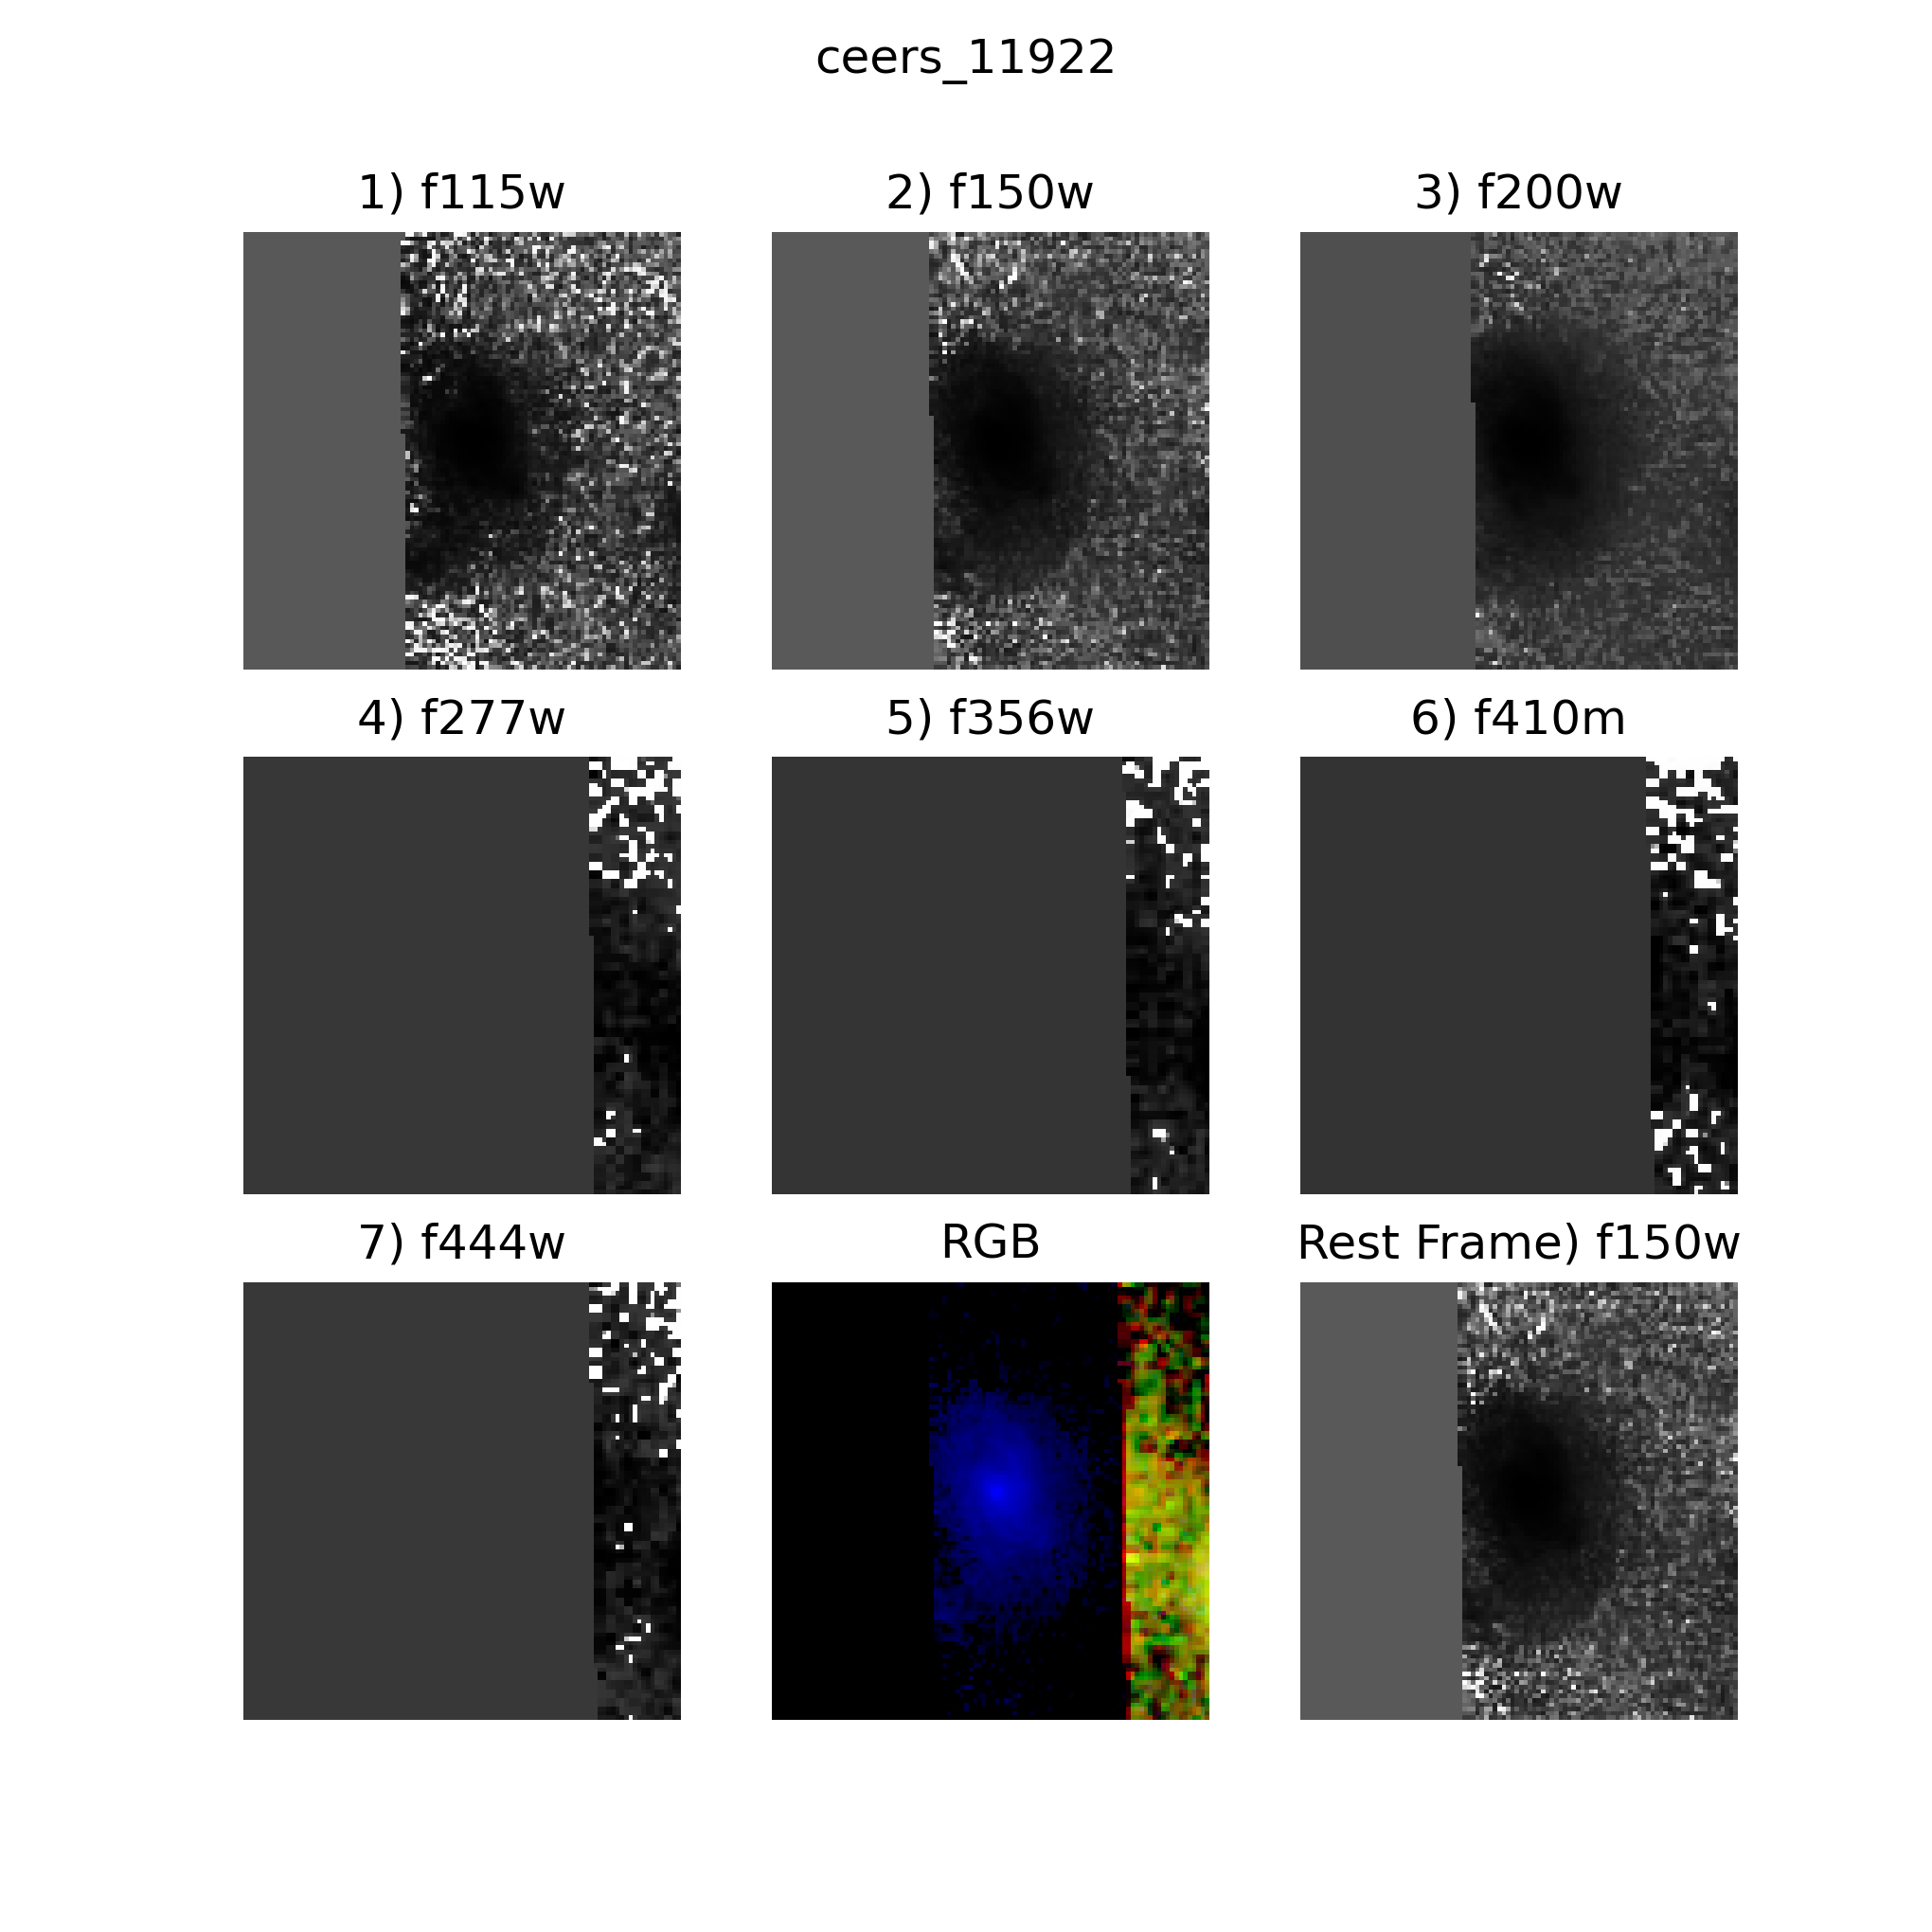 ceers_11922
1) f115w
2) f150w
3) f200w
4) f277w
5) f356w
6) f410m
7) f444w
RGB
Rest Frame) f150w